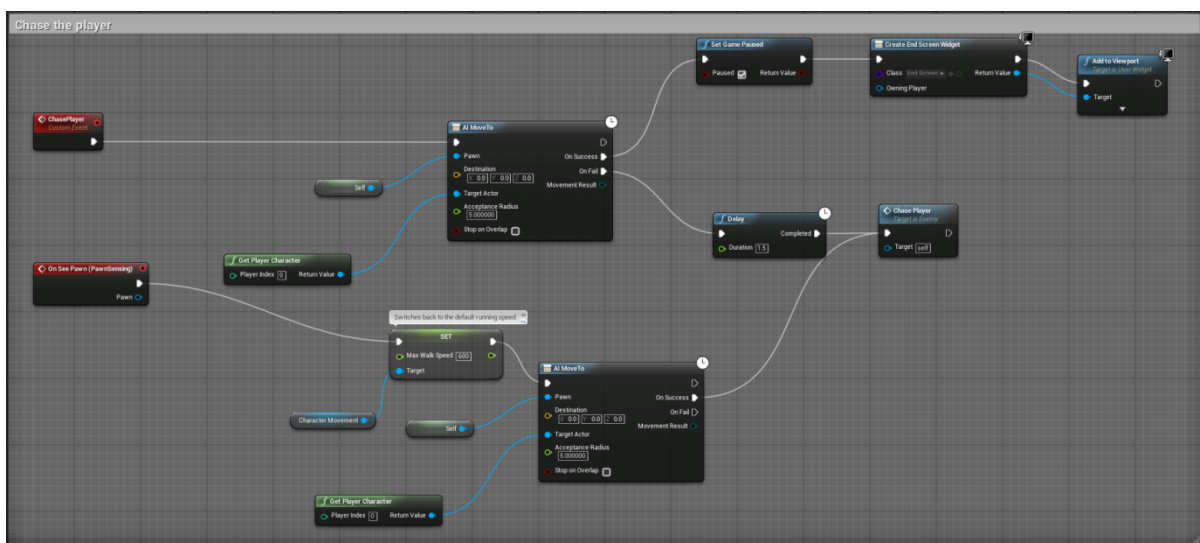 Chase the player
Set Game Paused
Paused Return Value
Create End Screen Widget
Class End Screen Return Value
Owning Player
Add to Viewport
Target is User Widget
Target
ChasePlayer
Custom Event
AI MoveTo
Pawn On Success
Destination On Fail
X 0.0 Y 0.0 Z 0.0
Movement Result
Target Actor
Acceptance Radius
5.000000
Stop on Overlap
Self
Get Player Character
Player Index 0 Return Value
Delay
Completed
Duration 1.5
Chase Player
Target is Enemy
Target self
On See Pawn (PawnSensing)
Pawn
Switches back to the default running speed
SET
Max Walk Speed 600
Target
Character Movement
Self
AI MoveTo
Pawn On Success
Destination On Fail
X 0.0 Y 0.0 Z 0.0
Movement Result
Target Actor
Acceptance Radius
5.000000
Stop on Overlap
Get Player Character
Player Index 0 Return Value